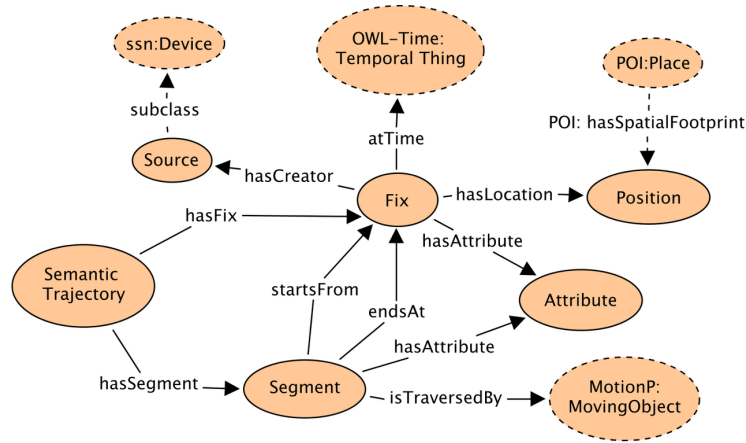 ssn:Device
OWL-Time:
Temporal Thing
POI:Place
subclass
POI: hasSpatialFootprint
atTime
Source
hasCreator
Fix
hasLocation
Position
hasFix
hasAttribute
Semantic
Trajectory
startsFrom
Attribute
endsAt
hasAttribute
hasSegment
Segment
isTraversedBy
MotionP:
MovingObject